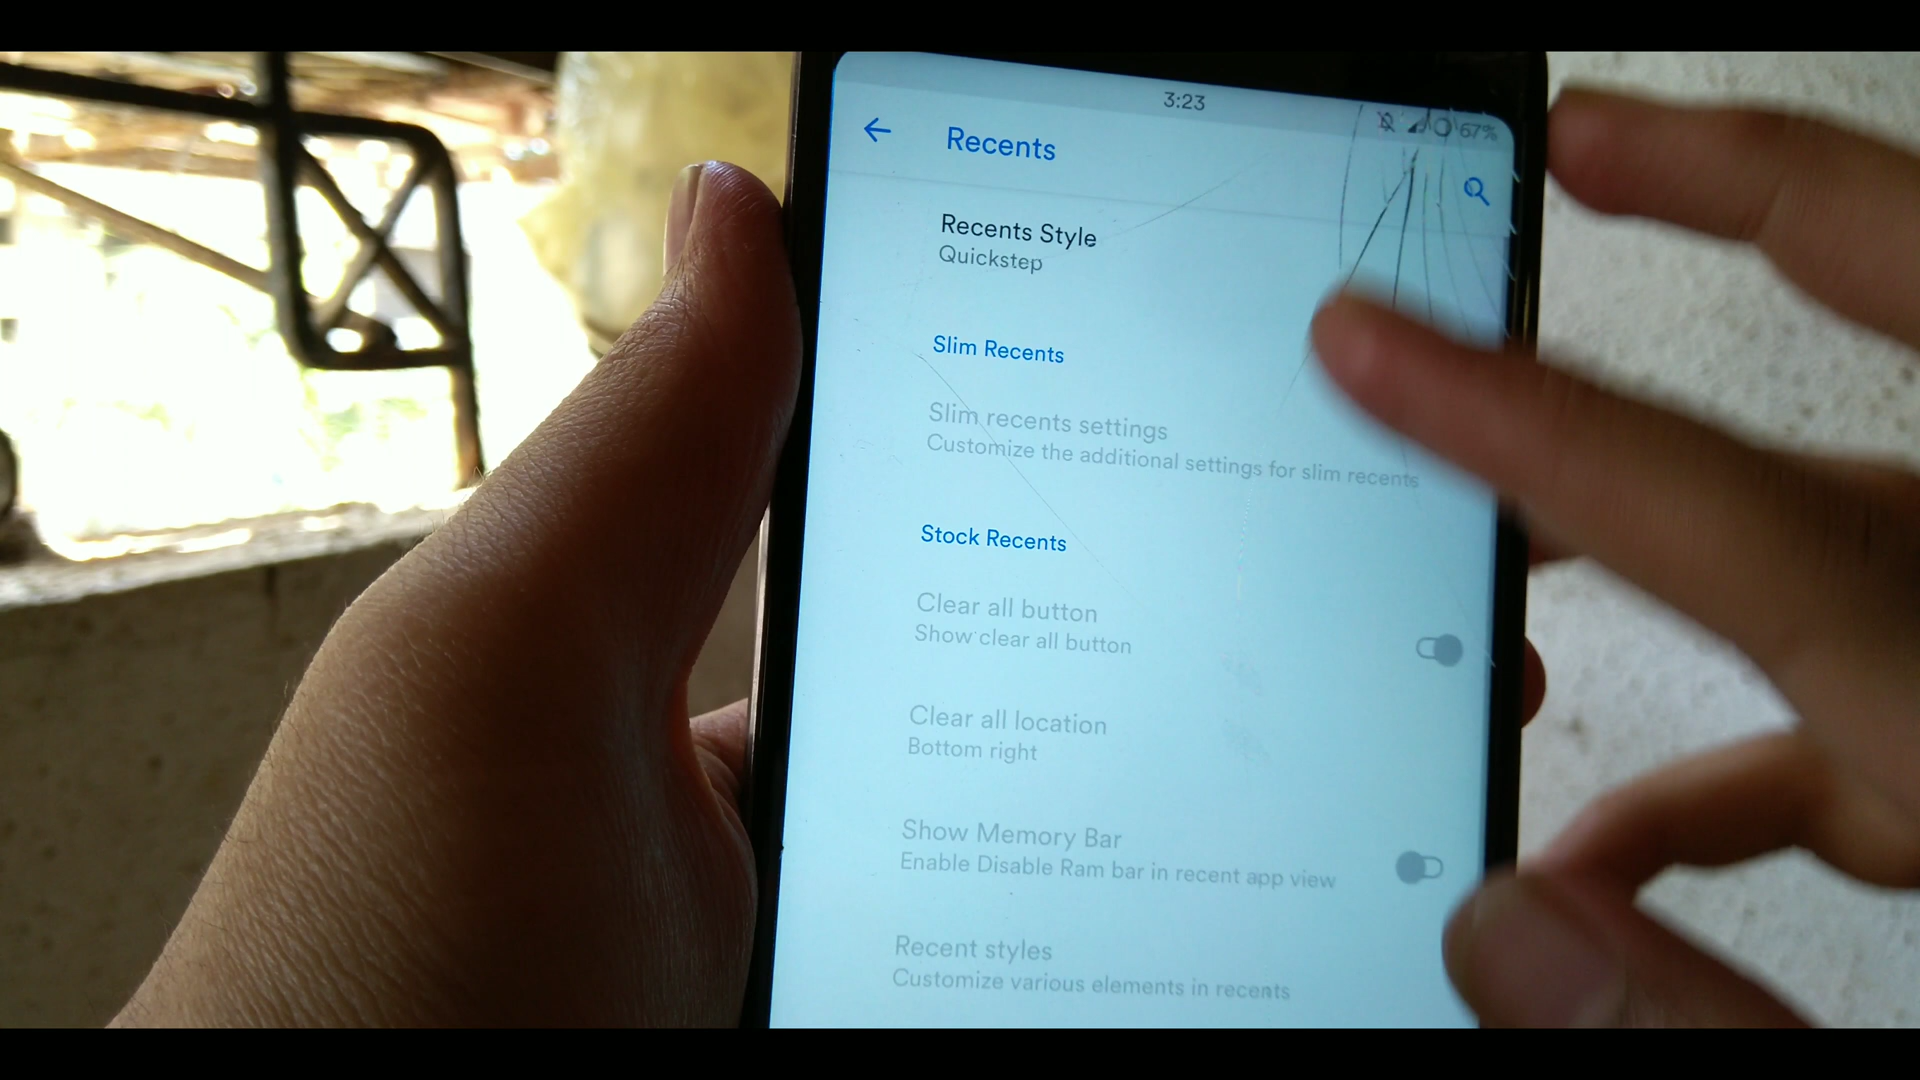 3:23
67%
Recents
Recents Style
Quickstep
Slim Recents
Slim recents settings
Customize the additional settings for slim recents
Stock Recents
Clear all button
Show clear all button
Clear all location
Bottom right
Show Memory Bar
Enable Disable Ram bar in recent app view
Recent styles
Customize various elements in recents